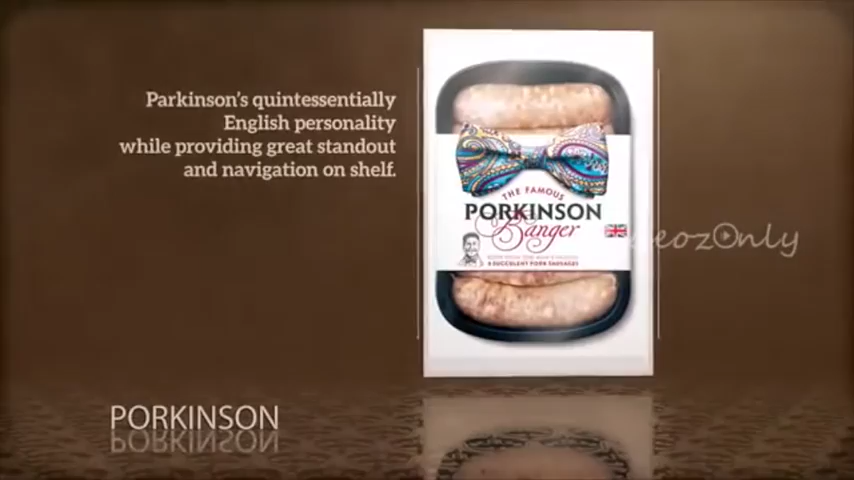 Parkinson's quintessentially
English personality
while providing great standout
and navigation on shelf.
THE FAMOUS
PORKINSON
Banger
6 SUCCULENT PORK SAUSAGES
PORKINSON